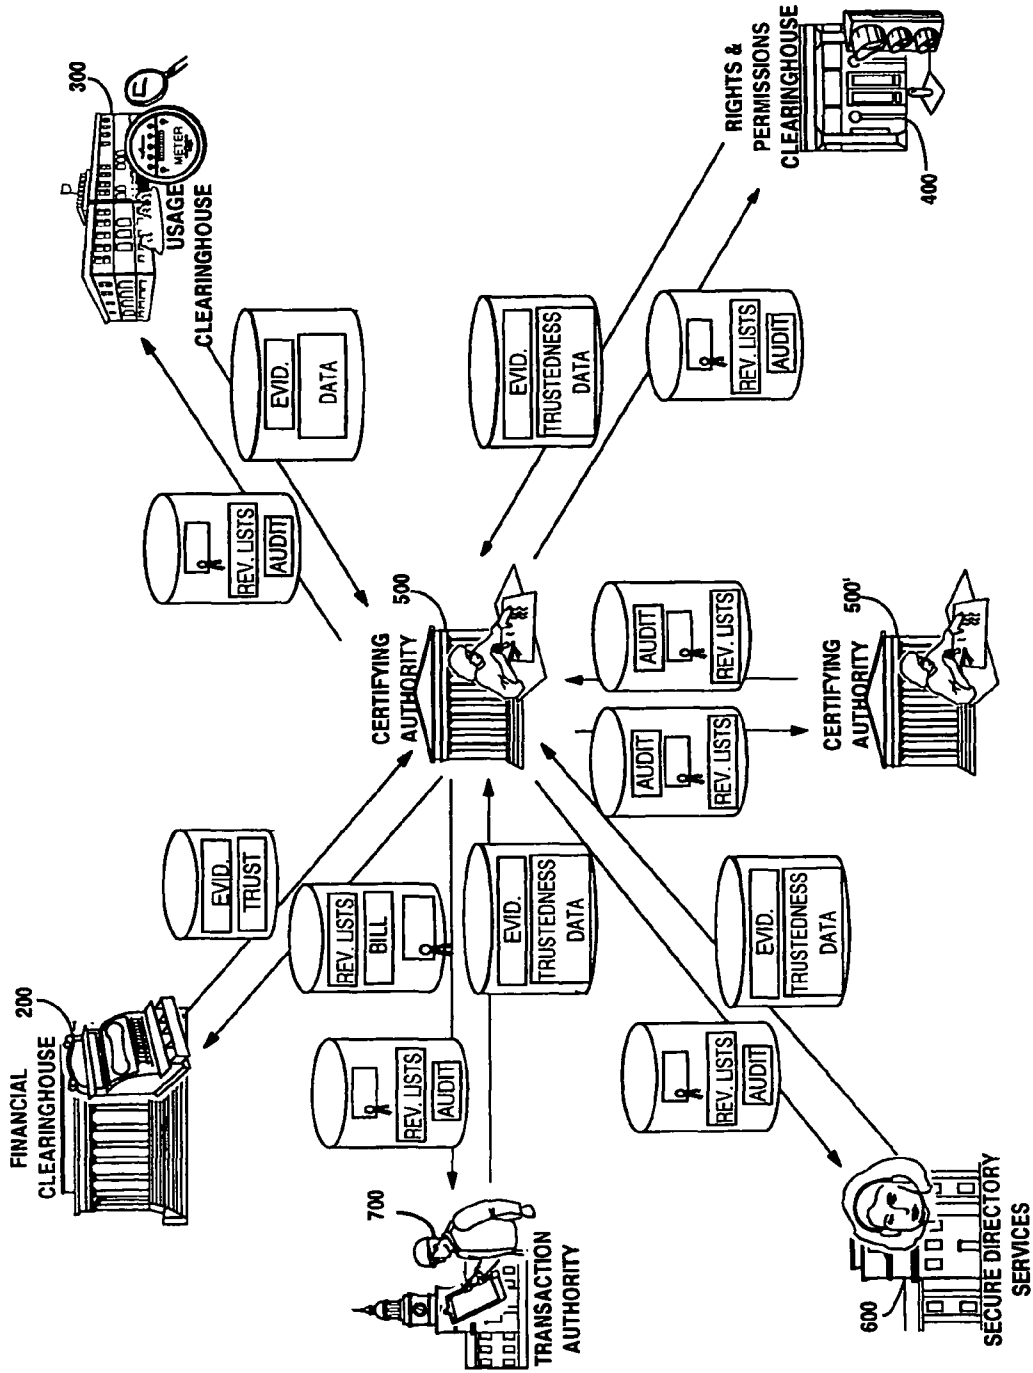 FINANCIAL
CLEARINGHOUSE
200
300
METER
USAGE
CLEARINGHOUSE
EVID.
TRUST
REV. LISTS
AUDIT
EVID.
DATA
REV. LISTS
BILL
REV. LISTS
AUDIT
700
TRANSACTION
AUTHORITY
CERTIFYING
AUTHORITY
500
EVID.
TRUSTEDNESS
DATA
EVID.
TRUSTEDNESS
DATA
AUDIT
REV. LISTS
AUDIT
REV. LISTS
REV. LISTS
AUDIT
REV. LISTS
AUDIT
EVID.
TRUSTEDNESS
DATA
RIGHTS &
PERMISSIONS
CLEARINGHOUSE
400
600
SECURE DIRECTORY
SERVICES
CERTIFYING
AUTHORITY
500'